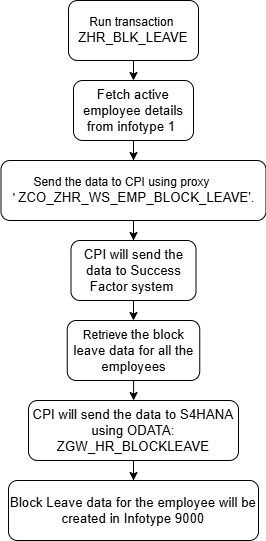 Run transaction
ZHR_BLK_LEAVE
Fetch active
employee details
from infotype 1
Send the data to CPI using proxy
' ZCO_ZHR_WS_EMP_BLOCK_LEAVE'.
CPI will send the
data to Success
Factor system
Retrieve the block
leave data for all the
employees
CPI will send the data to S4HANA
using ODATA:
ZGW_HR_BLOCKLEAVE
Block Leave data for the employee will be
created in Infotype 9000